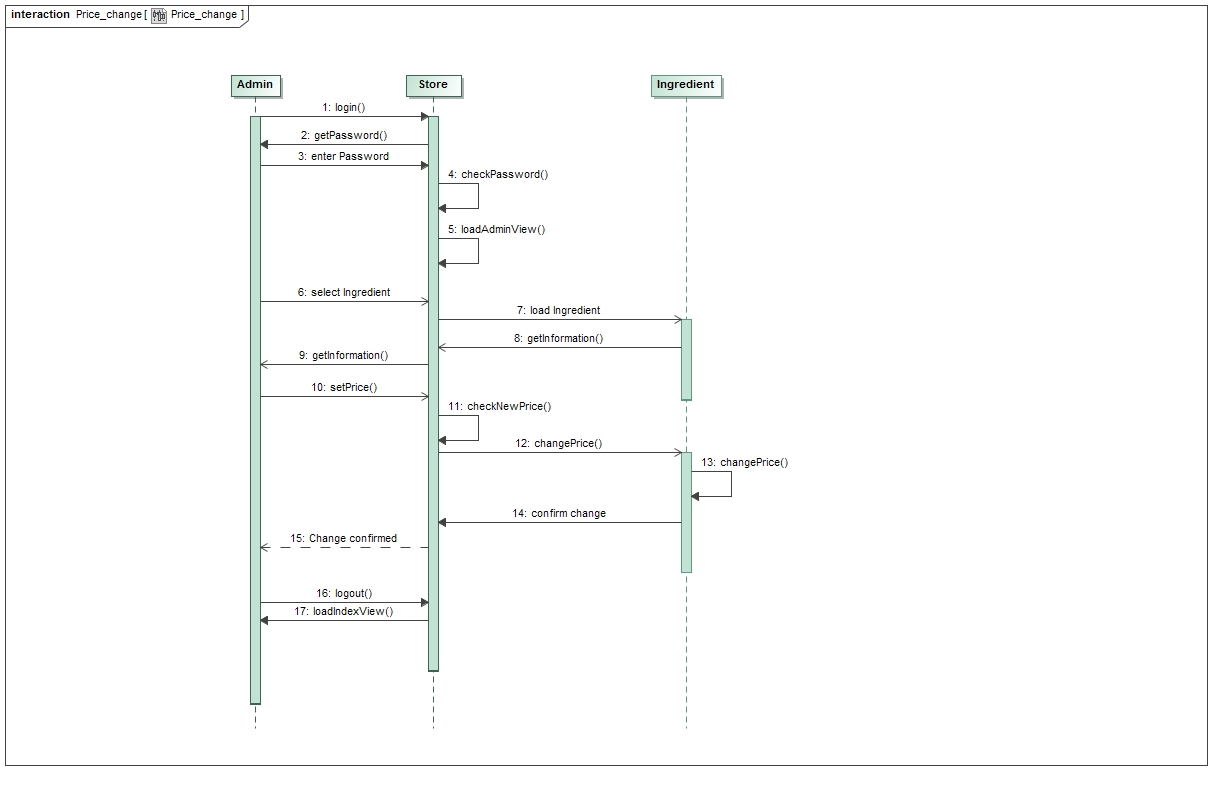 interaction Price_change [ Price_change ]
Admin Store Ingredient
1: login()
2: getPassword()
3: enter Password
4: checkPassword()
5: loadAdminView()
6: select Ingredient
7: load Ingredient
8: getInformation()
9: getInformation()
10: setPrice()
11: checkNewPrice()
12: changePrice()
13: changePrice()
14: confirm change
15: Change confirmed
16: logout()
17: loadIndexView()